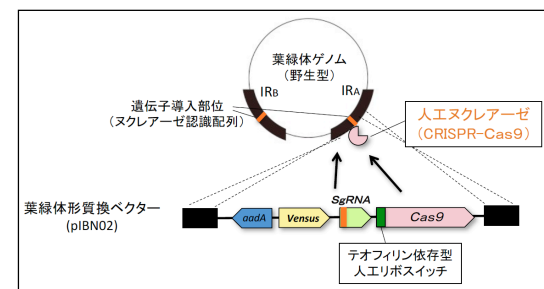 葉緑体ゲノム
(野生型)
IRB
IRA
遺伝子導入部位
(ヌクレアーゼ認識配列)
人工ヌクレアーゼ
(CRISPR-Cas9)
葉緑体形質換ベクター
(pIBN02)
aadA
Vensus
SgRNA
Cas9
テオフィリン依存型
人工リボスイッチ